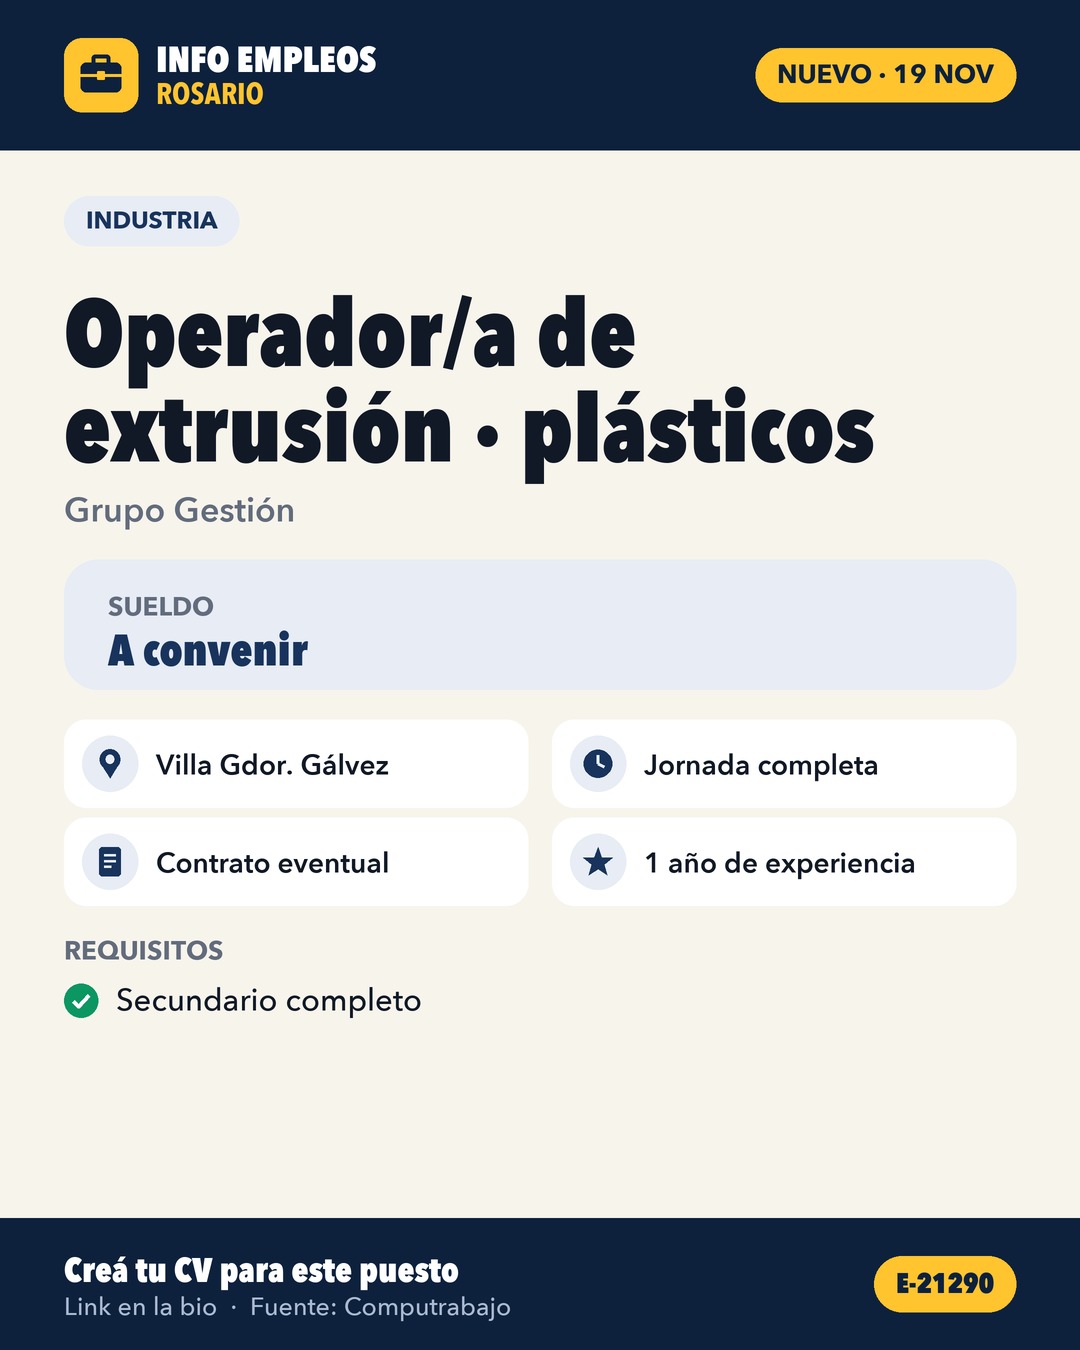 INFO EMPLEOS
ROSARIO
NUEVO · 19 NOV
INDUSTRIA
Operador/a de
extrusión · plásticos
Grupo Gestión
SUELDO
A convenir
Villa Gdor. Gálvez
Jornada completa
Contrato eventual
1 año de experiencia
REQUISITOS
Secundario completo
Creá tu CV para este puesto
Link en la bio · Fuente: Computrabajo
E-21290